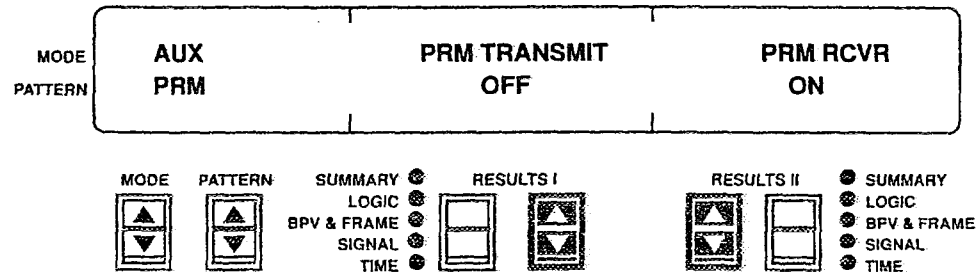 MODE AUX PRM TRANSMIT PRM RCVR
PATTERN PRM OFF ON
MODE PATTERN SUMMARY RESULTS I RESULTS II SUMMARY
LOGIC LOGIC
BPV & FRAME BPV & FRAME
SIGNAL SIGNAL
TIME TIME